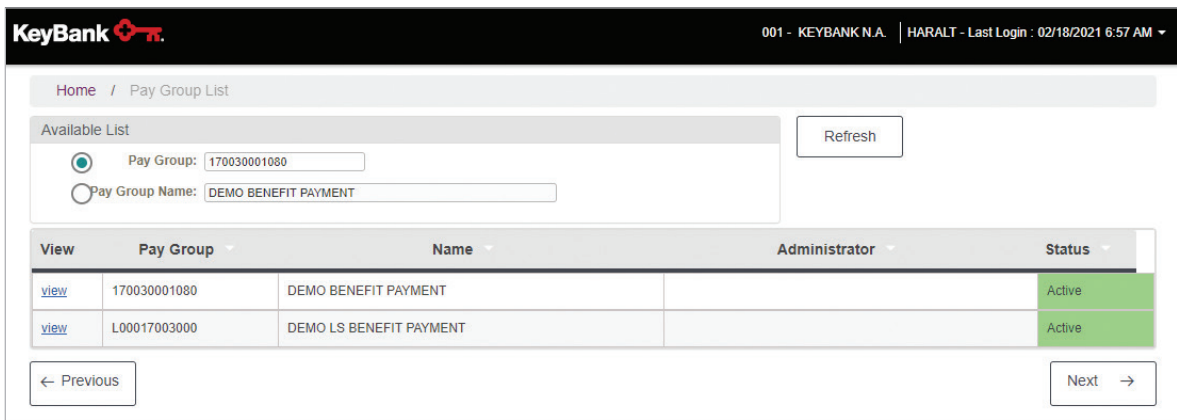 KeyBank
001 - KEYBANK N.A. HARALT - Last Login : 02/18/2021 6:57 AM
Home / Pay Group List
Available List
Refresh
Pay Group: 170030001080
Pay Group Name: DEMO BENEFIT PAYMENT
View Pay Group Name Administrator Status
view 170030001080 DEMO BENEFIT PAYMENT Active
view L00017003000 DEMO LS BENEFIT PAYMENT Active
← Previous Next →